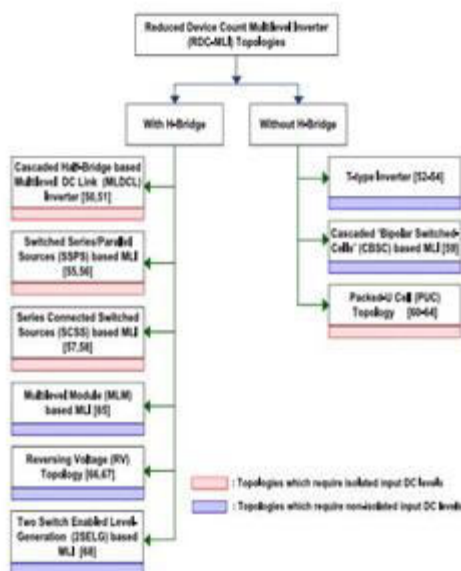 Reduced Device Count Multilevel Inverter
(RDC-MLI) Topologies
With H-Bridge
Without H-Bridge
Cascaded Half-Bridge based
Multilevel DC Link (MLDCL)
Inverter [50,51]
Switched Series/Parallel
Sources (SSPS) based MLI
[55,56]
Series Connected Switched
Sources (SCSS) based MLI
[57,58]
Multilevel Module (MLM)
based MLI [65]
Reversing Voltage (RV)
Topology [66,67]
Two Switch Enabled Level-
Generation (2SELG) based
MLI [68]
T-type Inverter [52-54]
Cascaded 'Bipolar Switched-
Cells' (CBSC) based MLI [59]
Packed-U Cell (PUC)
Topology [60-64]
: Topologies which require isolated input DC levels
: Topologies which require non-isolated input DC levels